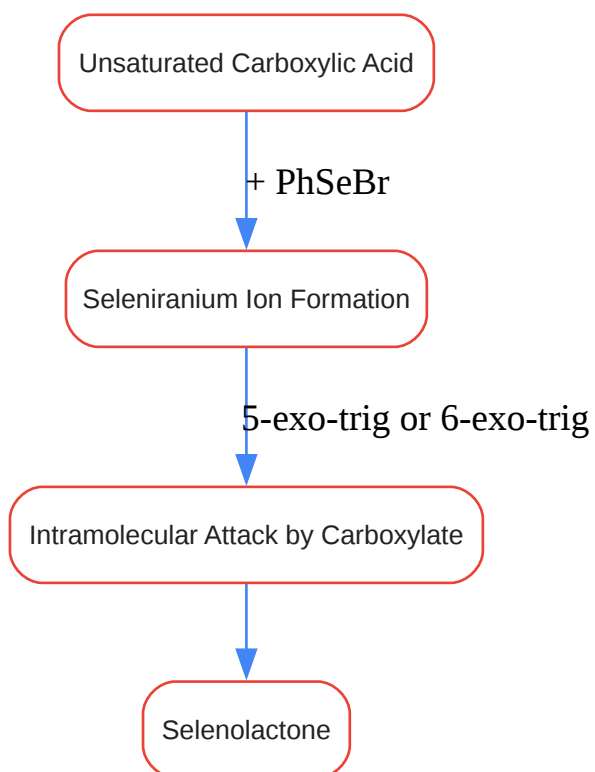 Unsaturated Carboxylic Acid
+ PhSeBr
Seleniranium Ion Formation
5-exo-trig or 6-exo-trig
Intramolecular Attack by Carboxylate
Selenolactone